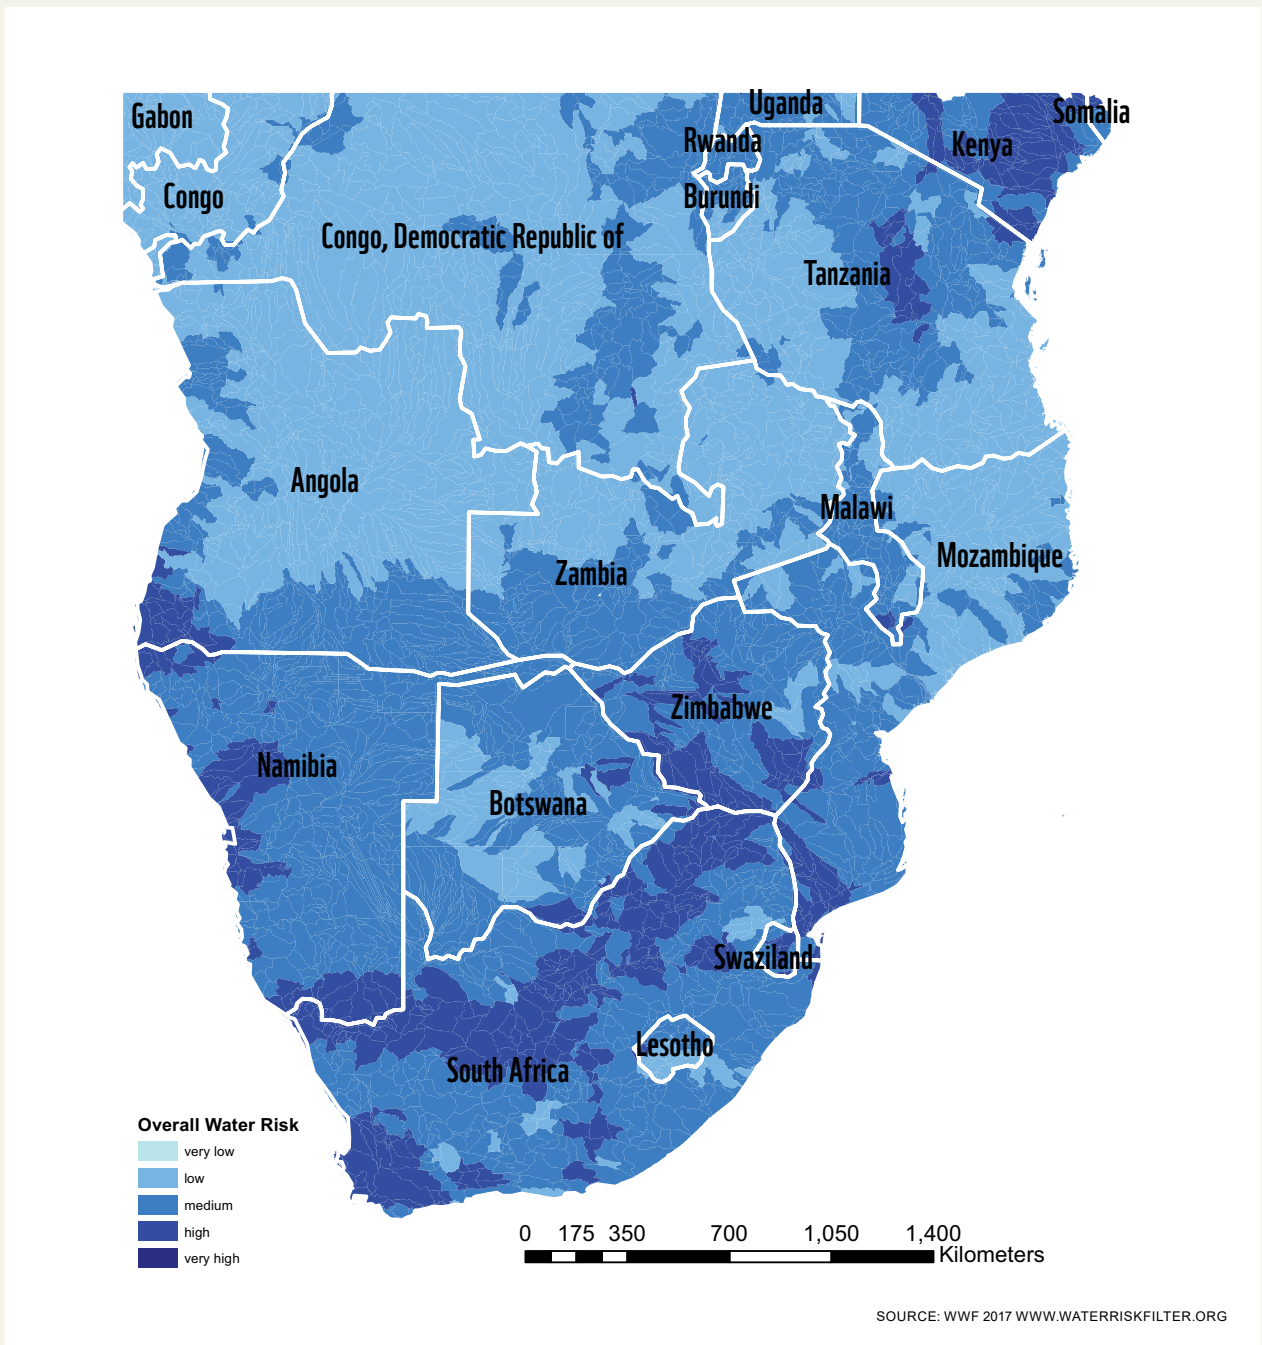 Uganda
Somalia
Gabon
Rwanda
Kenya
Congo
Burundi
Congo, Democratic Republic of
Tanzania
Angola
Malawi
Mozambique
Zambia
Zimbabwe
Namibia
Botswana
Swaziland
Lesotho
South Africa
Overall Water Risk
very low
low
medium
high
very high
0 175 350 700 1,050 1,400
Kilometers
SOURCE: WWF 2017 WWW.WATERRISKFILTER.ORG